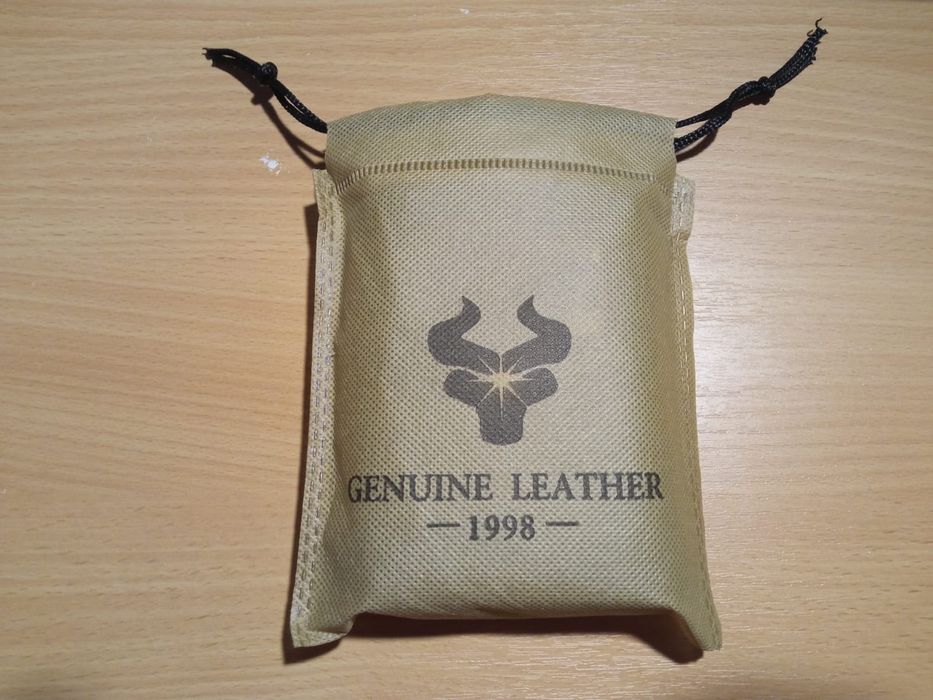 GENUINE LEATHER
— 1998 —